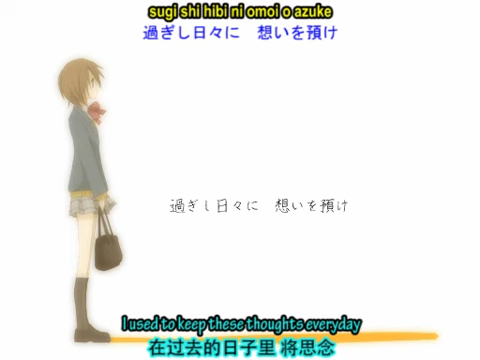 sugi shi hibi ni omoi o azuke
過ぎし日々に　想いを預け
過ぎし日々に　想いを預け
I used to keep these thoughts everyday
在过去的日子里 将思念